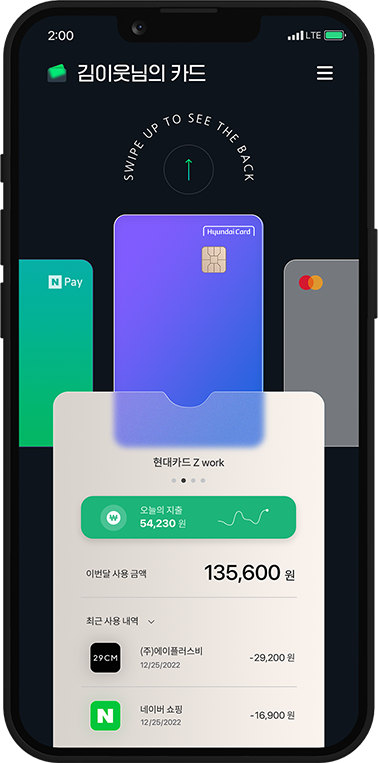 2:00
LTE
김이웃님의 카드
SWIPE UP TO SEE THE BACK
Hyundai Card
N Pay
현대카드 Z work
오늘의 지출
54,230 원
이번달 사용 금액
135,600 원
최근 사용 내역
29CM
(주)에이플러스비
-29,200 원
12/25/2022
N
네이버 쇼핑
-16,900 원
12/25/2022